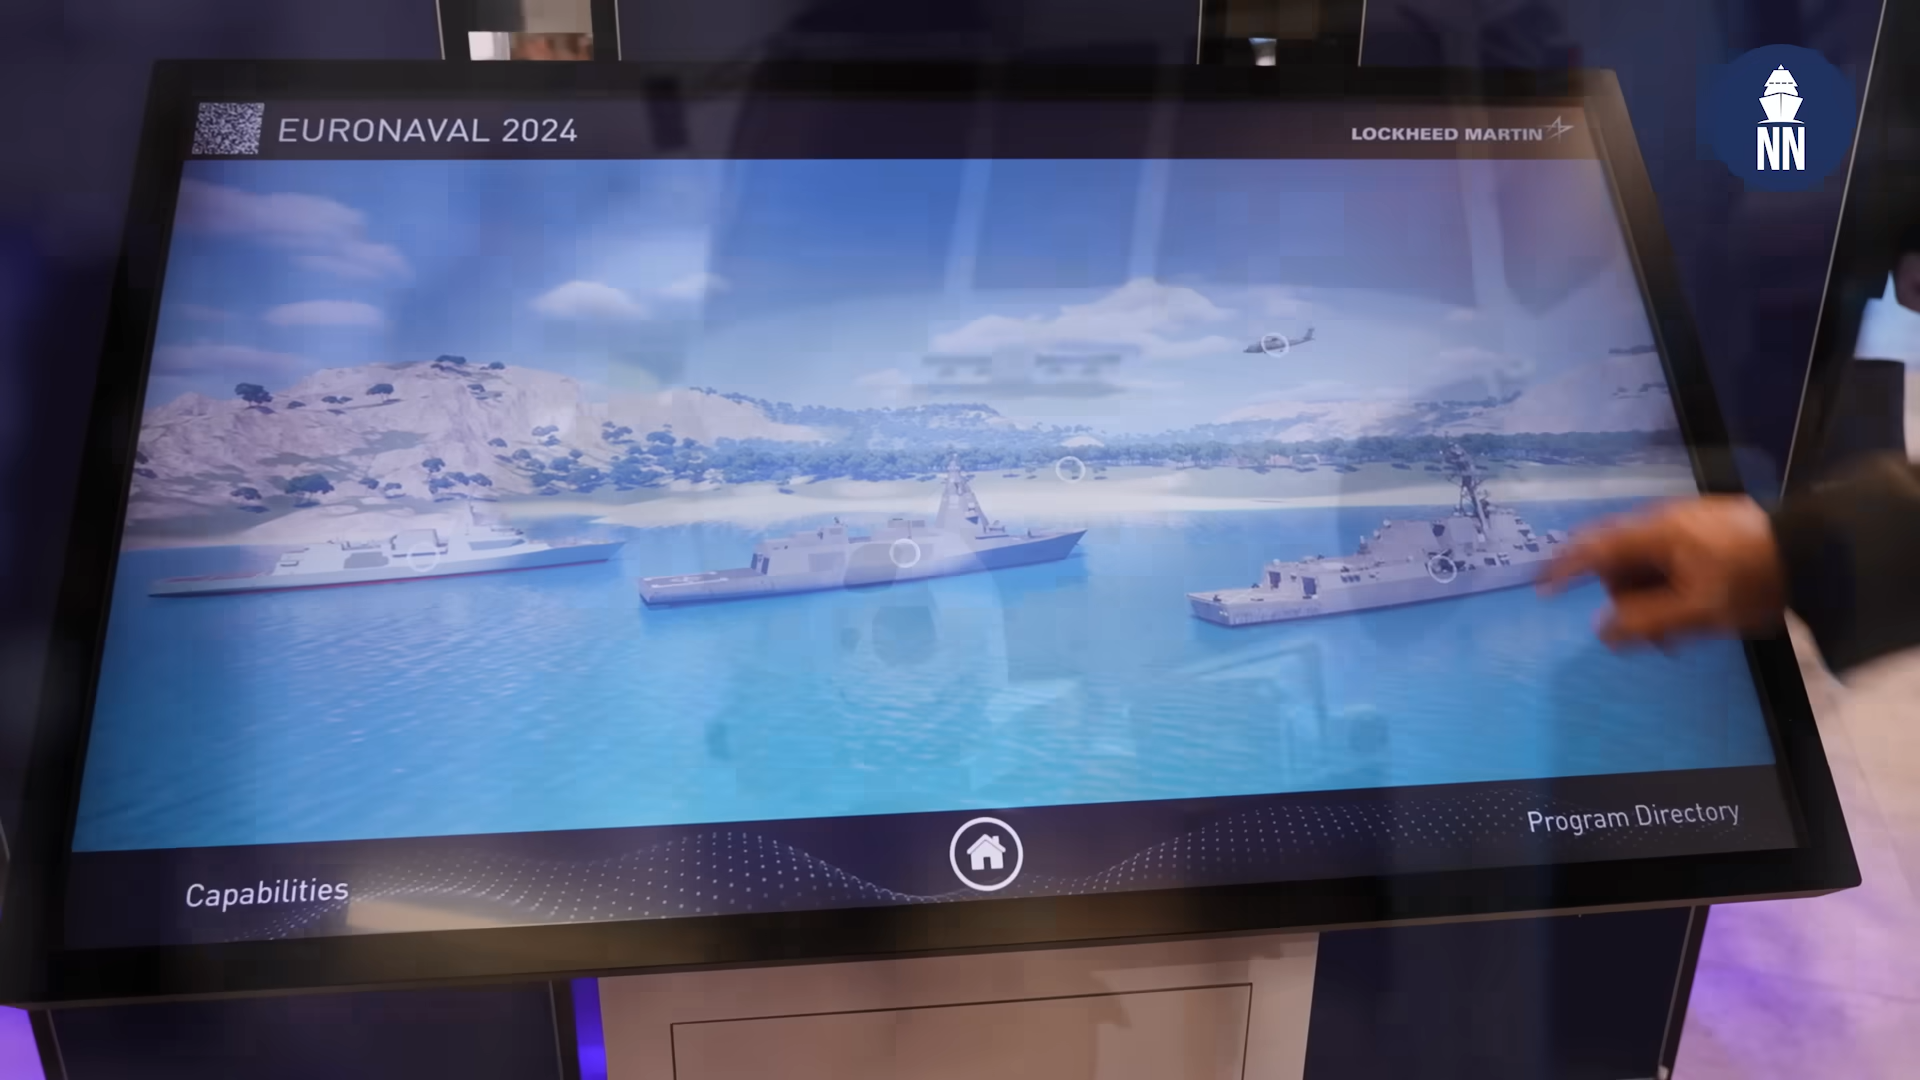 EURONAVAL 2024
LOCKHEED MARTIN
NN
Capabilities
Program Directory